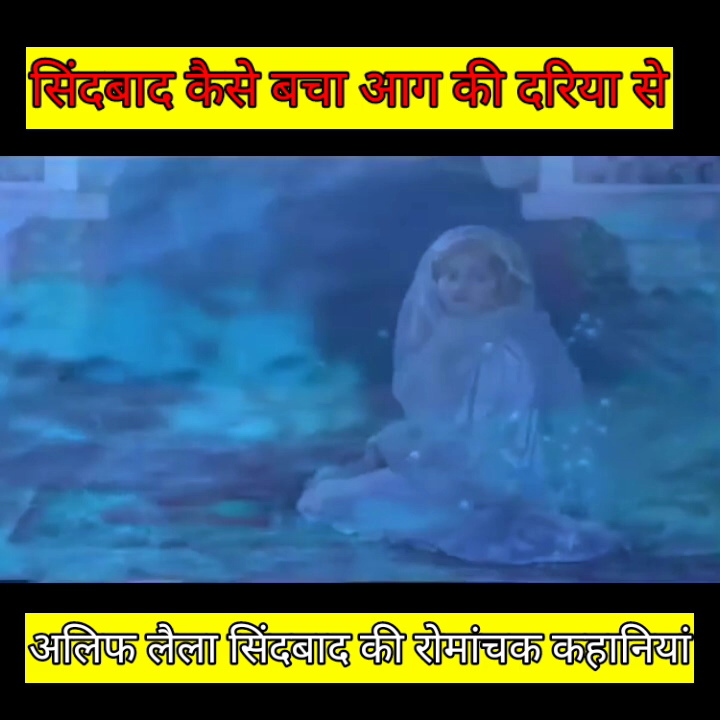 सिंदबाद कैसे बचा आग की दरिया से
अलिफ लैला सिंदबाद की रोमांचक कहानियां